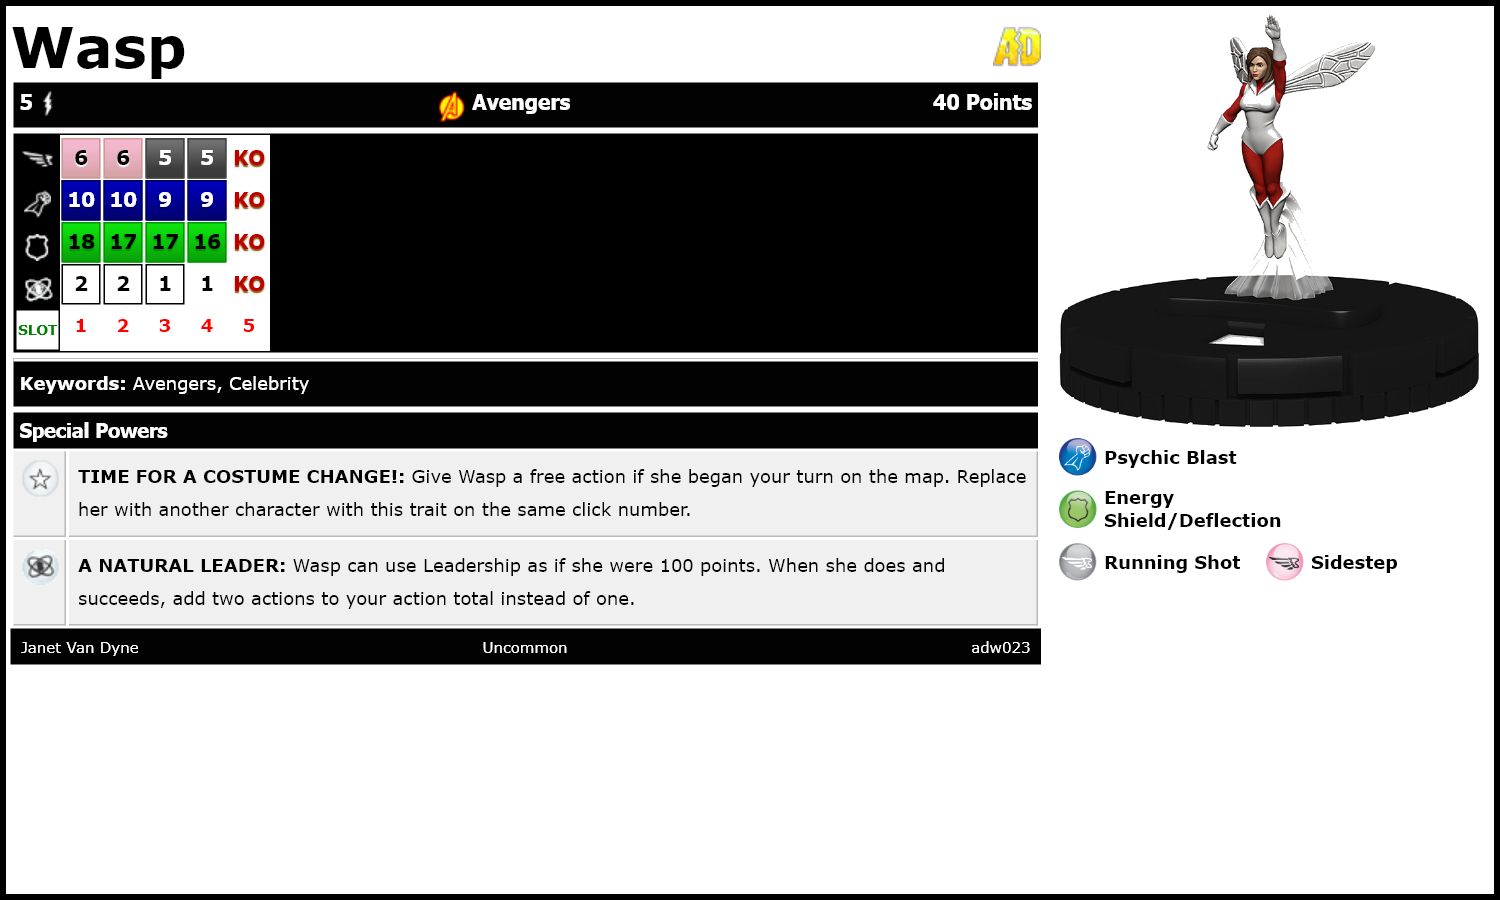 Wasp
AD
5 Avengers 40 Points
6 6 5 5 KO
10 10 9 9 KO
18 17 17 16 KO
2 2 1 1 KO
SLOT 1 2 3 4 5
Keywords: Avengers, Celebrity
Special Powers
TIME FOR A COSTUME CHANGE!: Give Wasp a free action if she began your turn on the map. Replace
her with another character with this trait on the same click number.
A NATURAL LEADER: Wasp can use Leadership as if she were 100 points. When she does and
succeeds, add two actions to your action total instead of one.
Janet Van Dyne Uncommon adw023
Psychic Blast
Energy
Shield/Deflection
Running Shot Sidestep